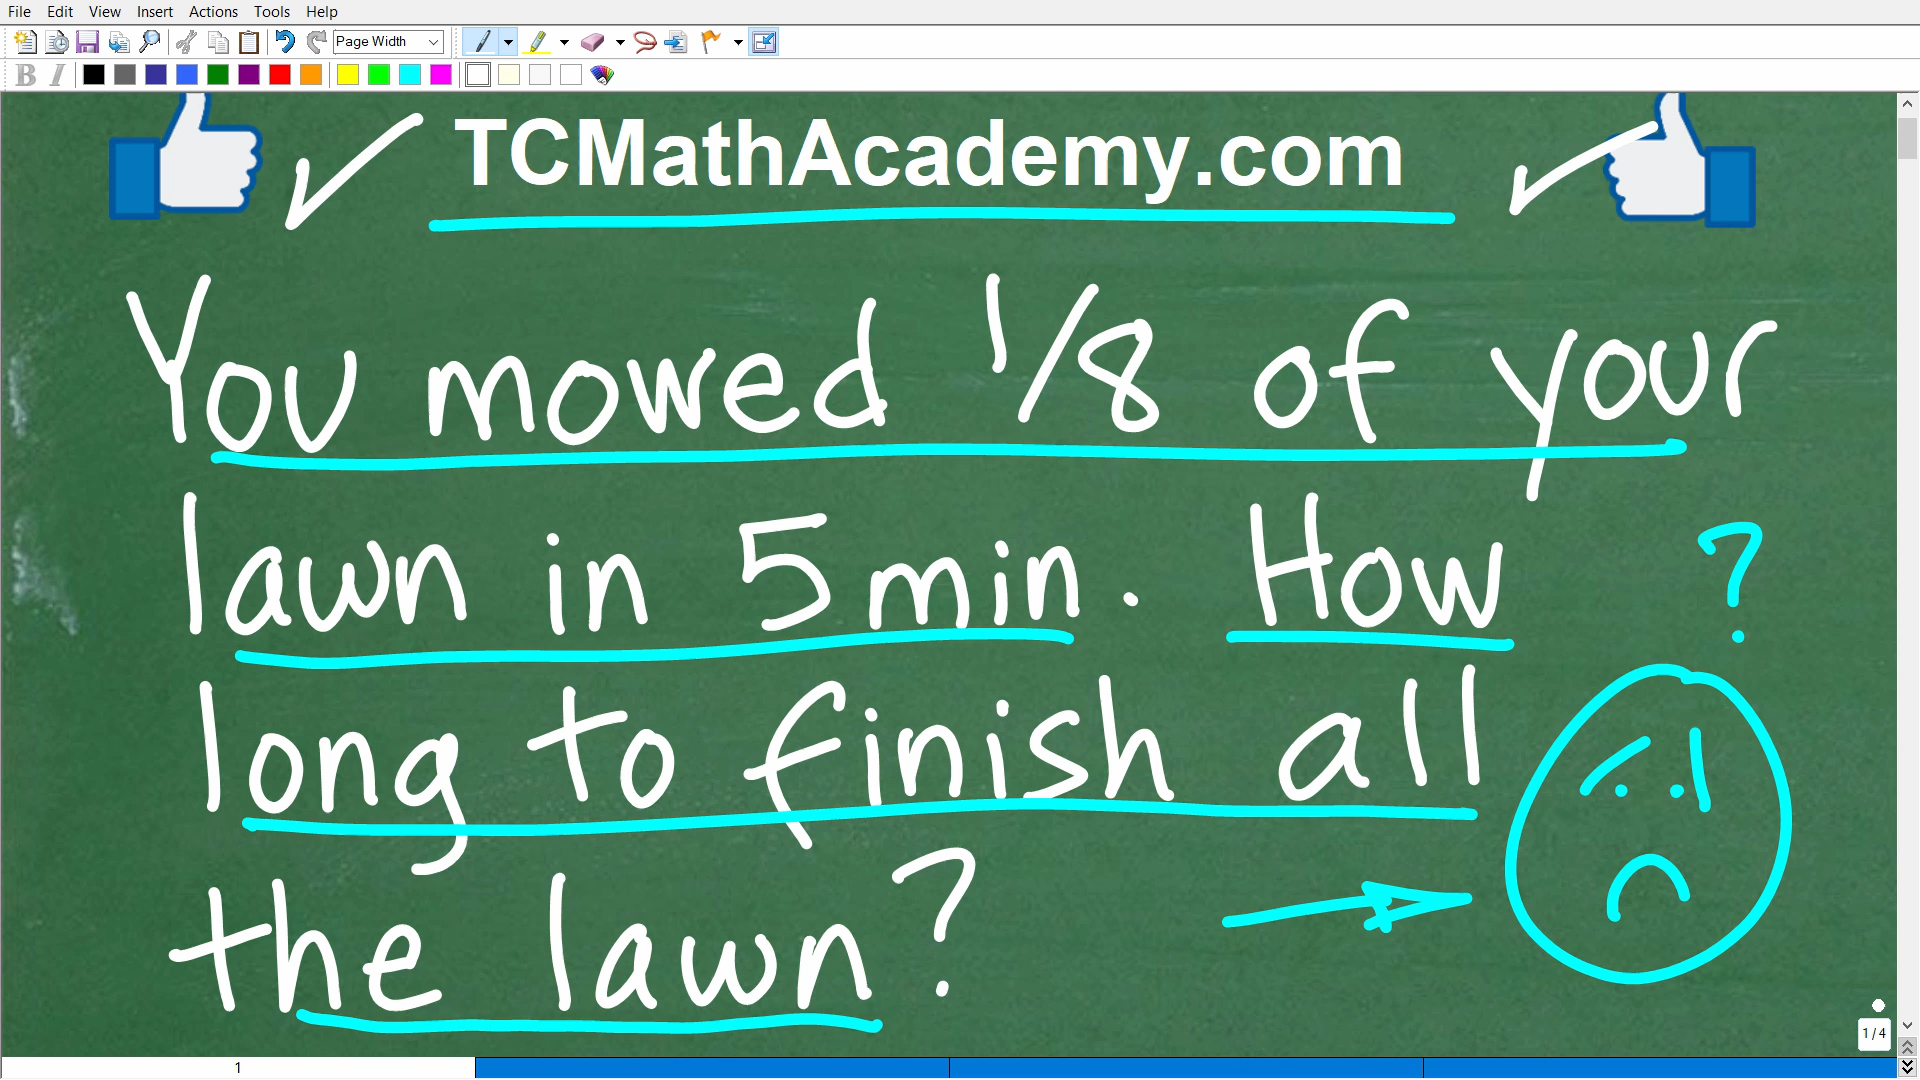 File Edit View Insert Actions Tools Help
Page Width
B I
TCMathAcademy.com
You mowed 1/8 of your
lawn in 5 min. How
?
long to finish all
the lawn?
1 / 4
1